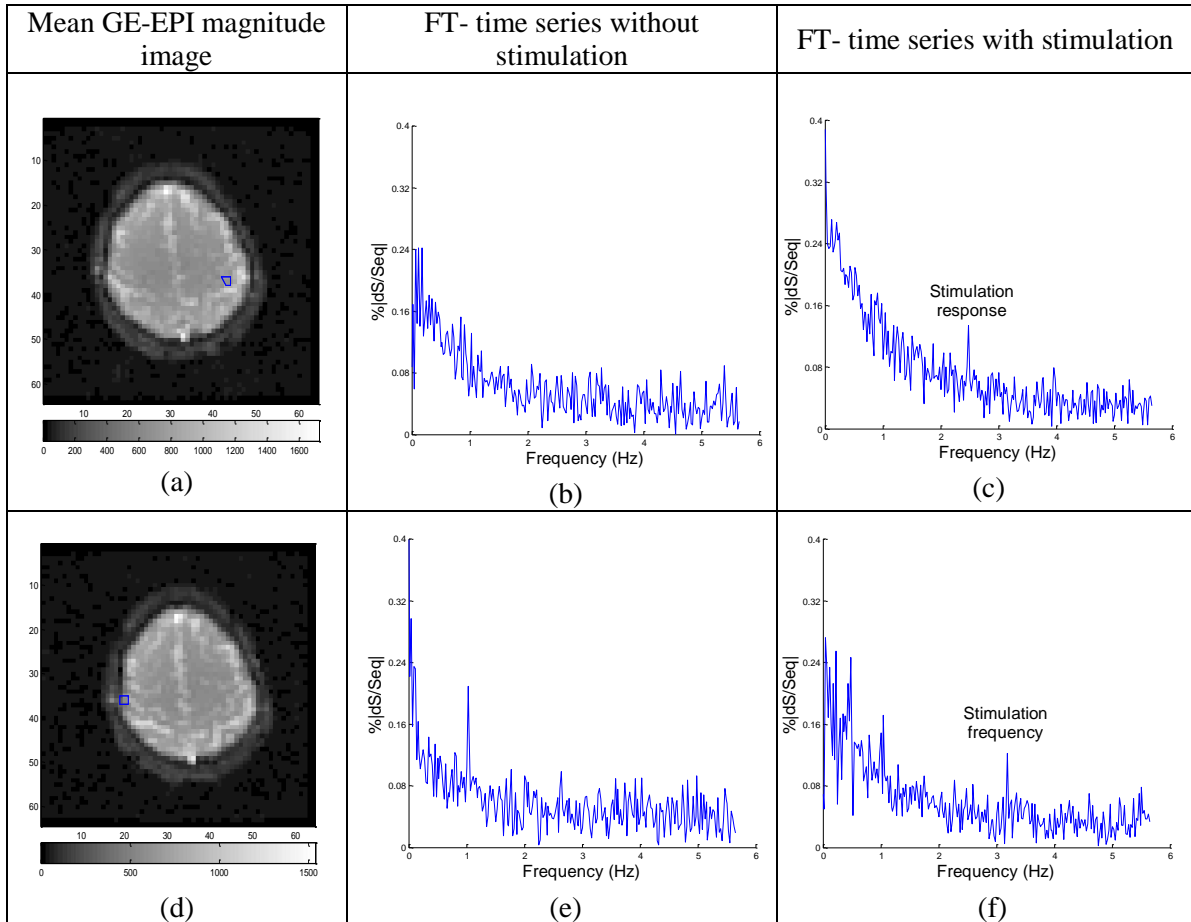 Mean GE-EPI magnitude
image
FT- time series without
stimulation
FT- time series with stimulation
10
20
30
40
50
60
10 20 30 40 50 60
0 200 400 600 800 1000 1200 1400 1600
(a)
0.4
0.32
0.24
0.16
0.08
0
%|dS/Seq|
0 1 2 3 4 5 6
Frequency (Hz)
(b)
0.4
0.32
0.24
0.16
0.08
0
%|dS/Seq|
Stimulation
response
0 1 2 3 4 5 6
Frequency (Hz)
(c)
10
20
30
40
50
60
10 20 30 40 50 60
0 500 1000 1500
(d)
0.4
0.32
0.24
0.16
0.08
0
%|dS/Seq|
0 1 2 3 4 5 6
Frequency (Hz)
(e)
0.4
0.32
0.24
0.16
0.08
0
%|dS/Seq|
Stimulation
frequency
0 1 2 3 4 5 6
Frequency (Hz)
(f)